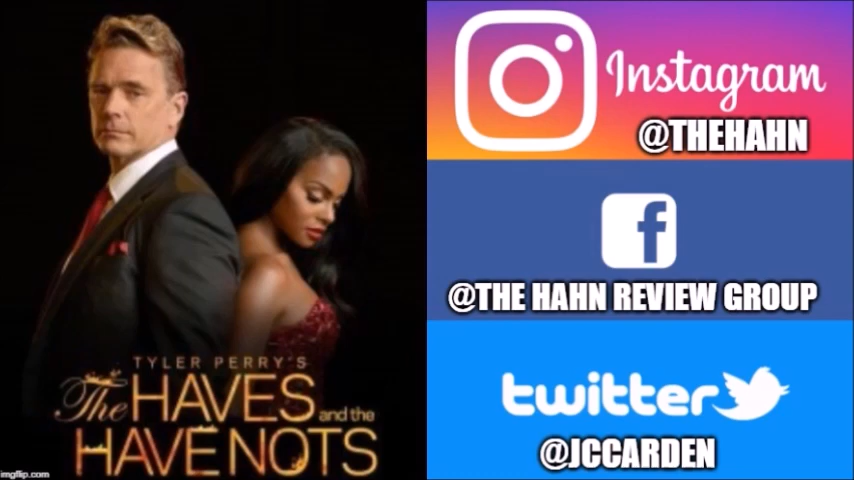 TYLER PERRY'S
The HAVES and the
HAVE NOTS
imgflip.com
Instagram
@THEHAHN
f
@THE HAHN REVIEW GROUP
twitter
@JCCARDEN